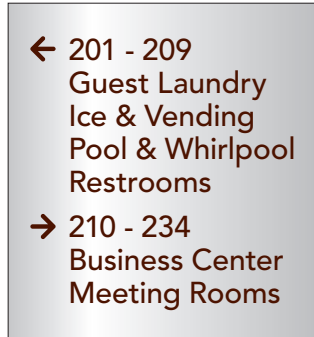 ← 201 - 209
Guest Laundry
Ice & Vending
Pool & Whirlpool
Restrooms
→ 210 - 234
Business Center
Meeting Rooms